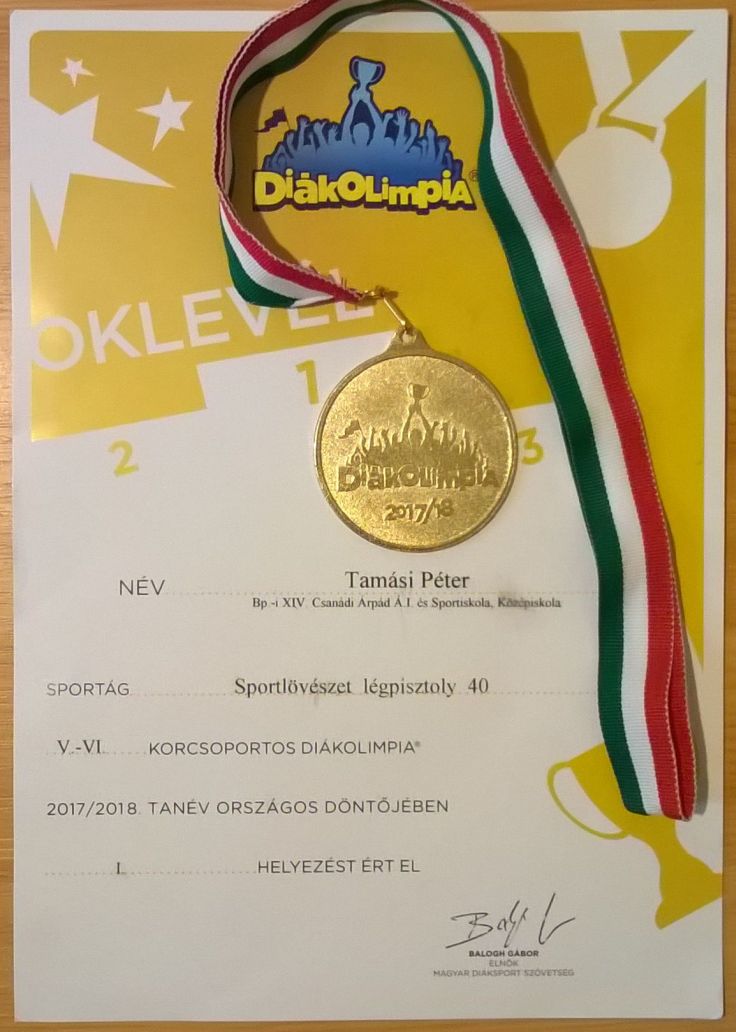 DiákOLimpiA®
OKLEVÉL
1
2
3
DiákOLimpiA
2017/18
NÉV Tamási Péter
Bp.-i XIV. Csanádi Árpád Á.I. és Sportiskola, Középiskola
SPORTÁG Sportlövészet légpisztoly 40
V.-VI. KORCSOPORTOS DIÁKOLIMPIA®
2017/2018. TANÉV ORSZÁGOS DÖNTŐJÉBEN
I. HELYEZÉST ÉRT EL
BALOGH GÁBOR
ELNÖK
MAGYAR DIÁKSPORT SZÖVETSÉG